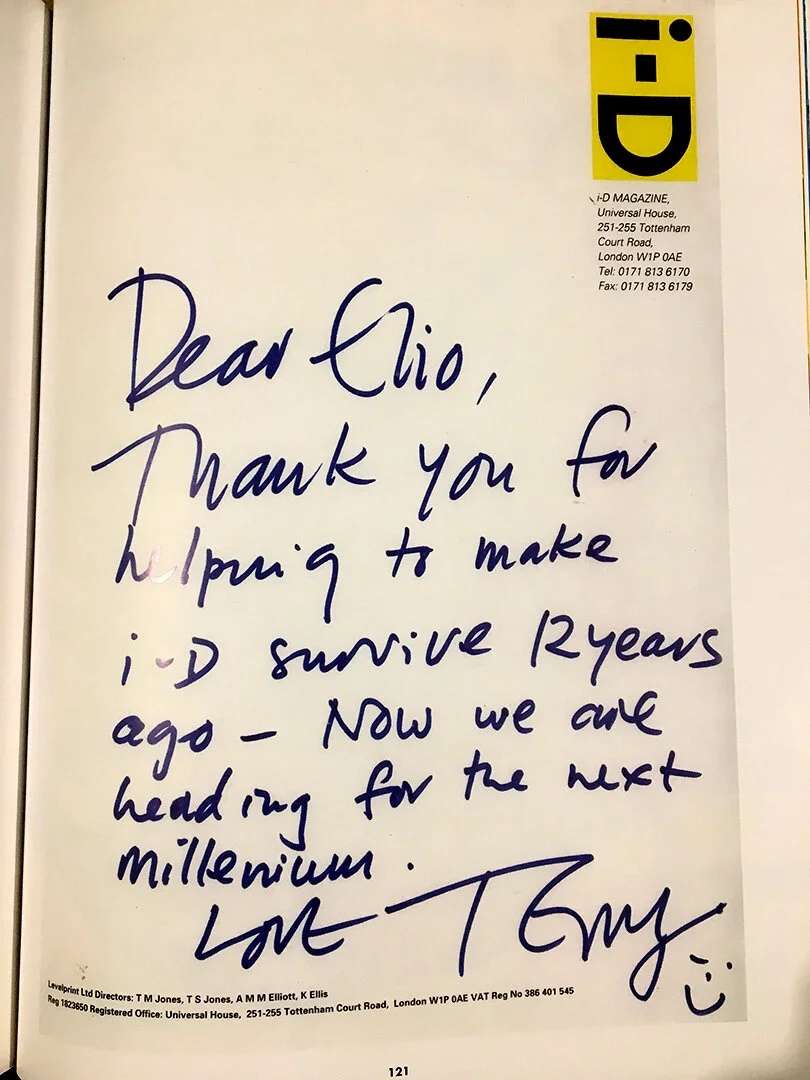 i-D
i-D MAGAZINE,
Universal House,
251-255 Tottenham
Court Road,
London W1P 0AE
Tel: 0171 813 6170
Fax: 0171 813 6179
Dear Elio,
Thank you for
helping to make
i-D survive 12 years
ago – Now we are
heading for the next
millenium.
Love Terry
Levelprint Ltd Directors: T M Jones, T S Jones, A M M Elliott, K Ellis
Reg 1823650 Registered Office: Universal House, 251-255 Tottenham Court Road, London W1P 0AE VAT Reg No 386 401 545
121